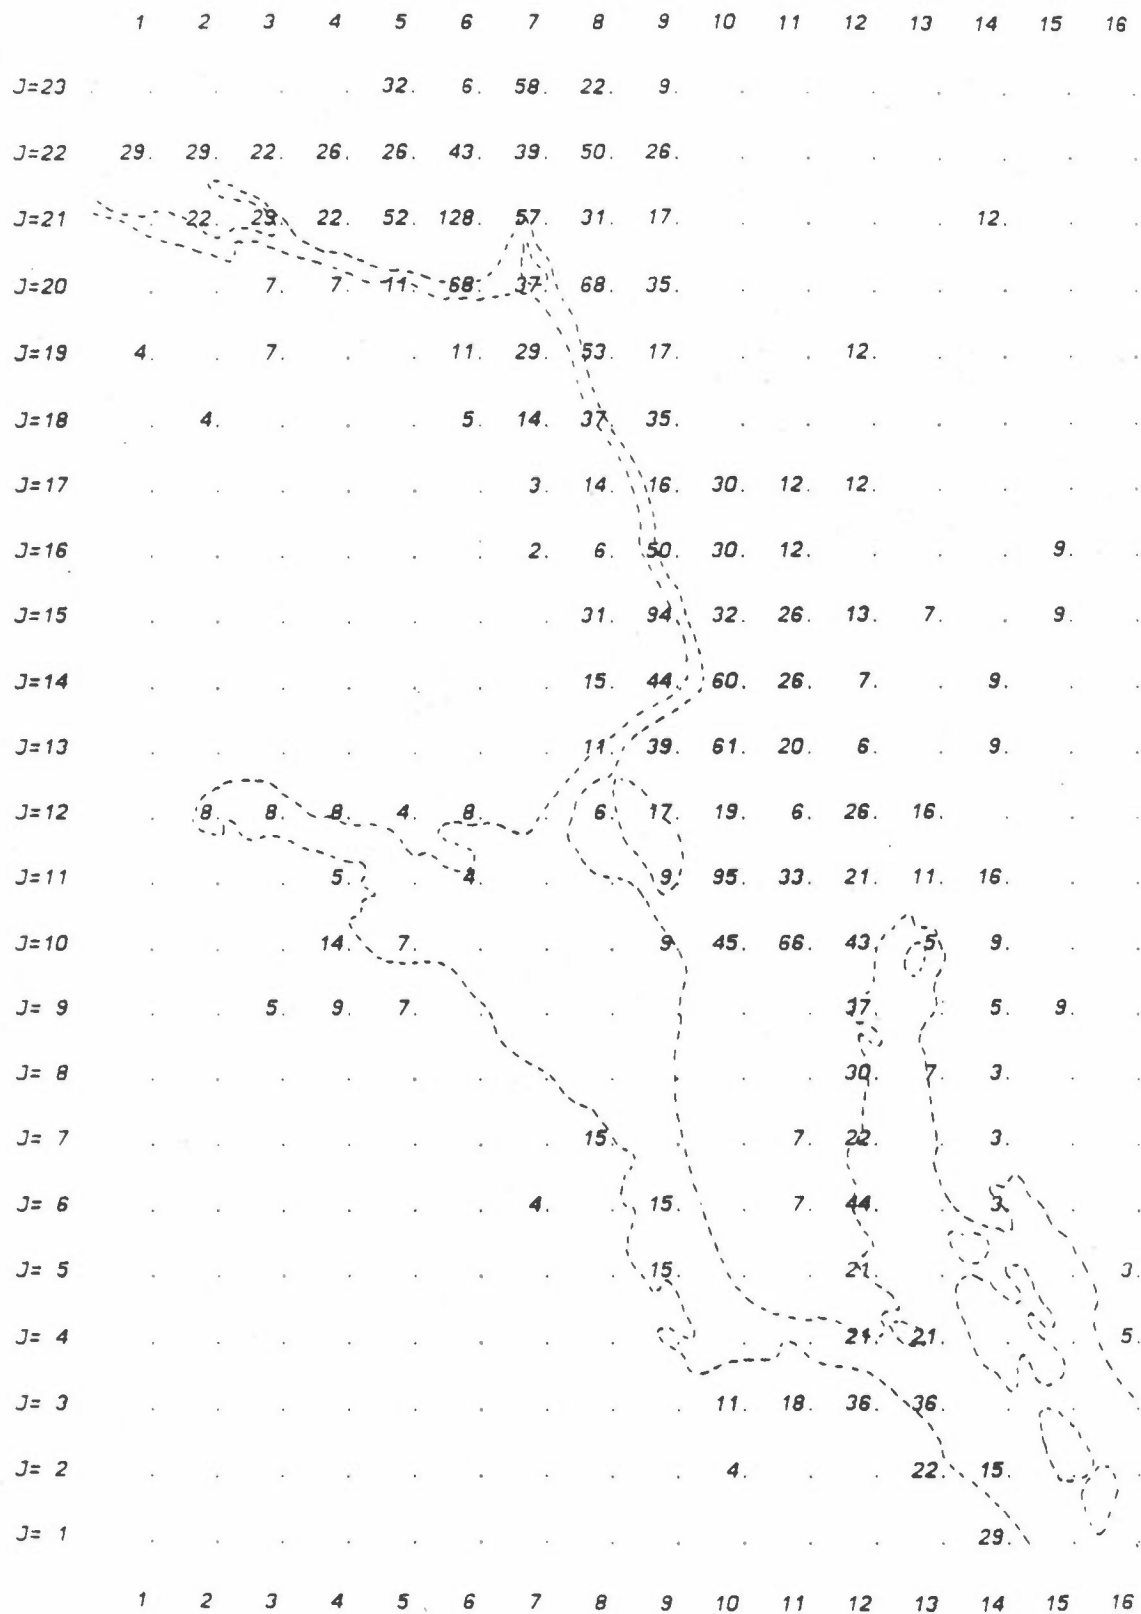 1 2 3 4 5 6 7 8 9 10 11 12 13 14 15 16
J=23 . . . . 32. 6. 58. 22. 9. . . . . . . .
J=22 29. 29. 22. 26. 26. 43. 39. 50. 26. . . . . . . .
J=21 . 22. 29. 22. 52. 128. 57. 31. 17. . . . . 12. . .
J=20 . . 7. 7. 11. 68. 37. 68. 35. . . . . . . .
J=19 4. . 7. . . 11. 29. 53. 17. . . 12. . . . .
J=18 . 4. . . . 5. 14. 37. 35. . . . . . . .
J=17 . . . . . . 3. 14. 16. 30. 12. 12. . . . .
J=16 . . . . . . 2. 6. 50. 30. 12. . . . 9. .
J=15 . . . . . . . 31. 94. 32. 26. 13. 7. . 9. .
J=14 . . . . . . . 15. 44. 60. 26. 7. . 9. . .
J=13 . . . . . . . 11. 39. 61. 20. 6. . 9. . .
J=12 . 8. 8. 8. 4. 8. . 6. 17. 19. 6. 26. 16. . . .
J=11 . . . 5. . 4. . . 9. 95. 33. 21. 11. 16. . .
J=10 . . . 14. 7. . . . 9. 45. 66. 43. 5. 9. . .
J= 9 . . 5. 9. 7. . . . . . . 37. . 5. 9. .
J= 8 . . . . . . . . . . . 30. 7. 3. . .
J= 7 . . . . . . . 15. . . 7. 22. . 3. . .
J= 6 . . . . . . 4. . 15. . 7. 44. . 3. . .
J= 5 . . . . . . . . 15. . . 21. . . . 3.
J= 4 . . . . . . . . . . . 21. 21. . . 5.
J= 3 . . . . . . . . . 11. 18. 36. 36. . . .
J= 2 . . . . . . . . . 4. . . 22. 15. . .
J= 1 . . . . . . . . . . . . . 29. . .
1 2 3 4 5 6 7 8 9 10 11 12 13 14 15 16